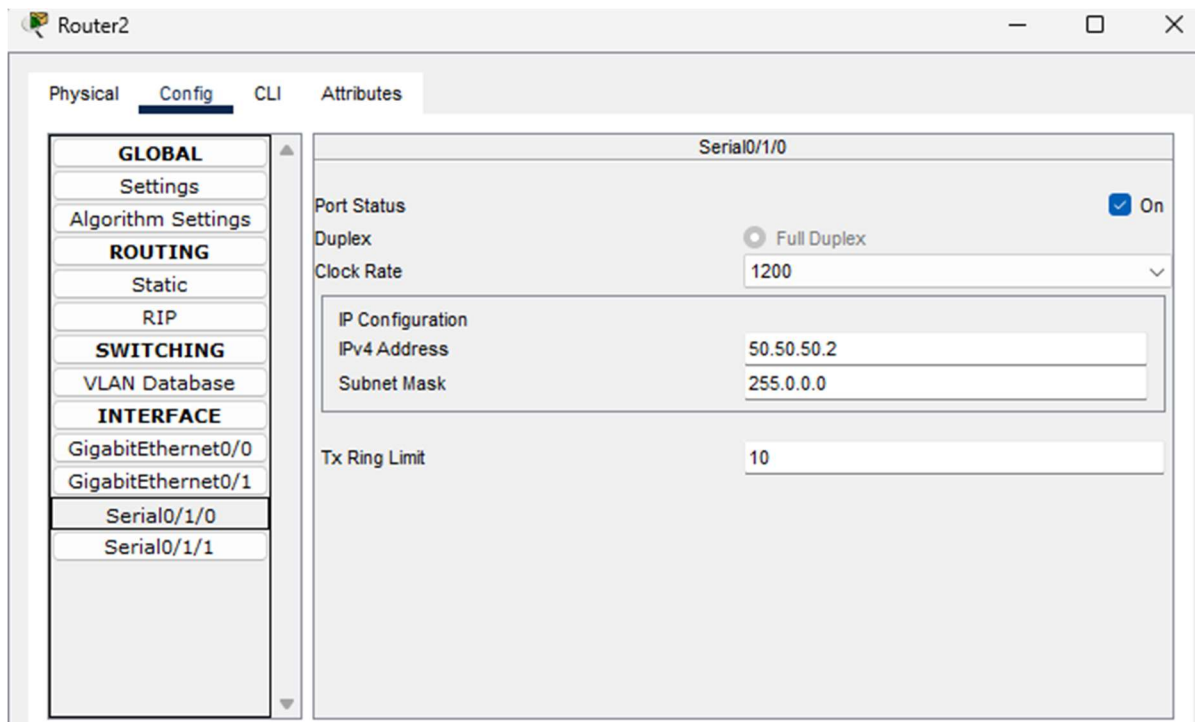 Router2
Physical Config CLI Attributes
GLOBAL
Settings
Algorithm Settings
ROUTING
Static
RIP
SWITCHING
VLAN Database
INTERFACE
GigabitEthernet0/0
GigabitEthernet0/1
Serial0/1/0
Serial0/1/1
Serial0/1/0
Port Status On
Duplex Full Duplex
Clock Rate 1200
IP Configuration
IPv4 Address 50.50.50.2
Subnet Mask 255.0.0.0
Tx Ring Limit 10